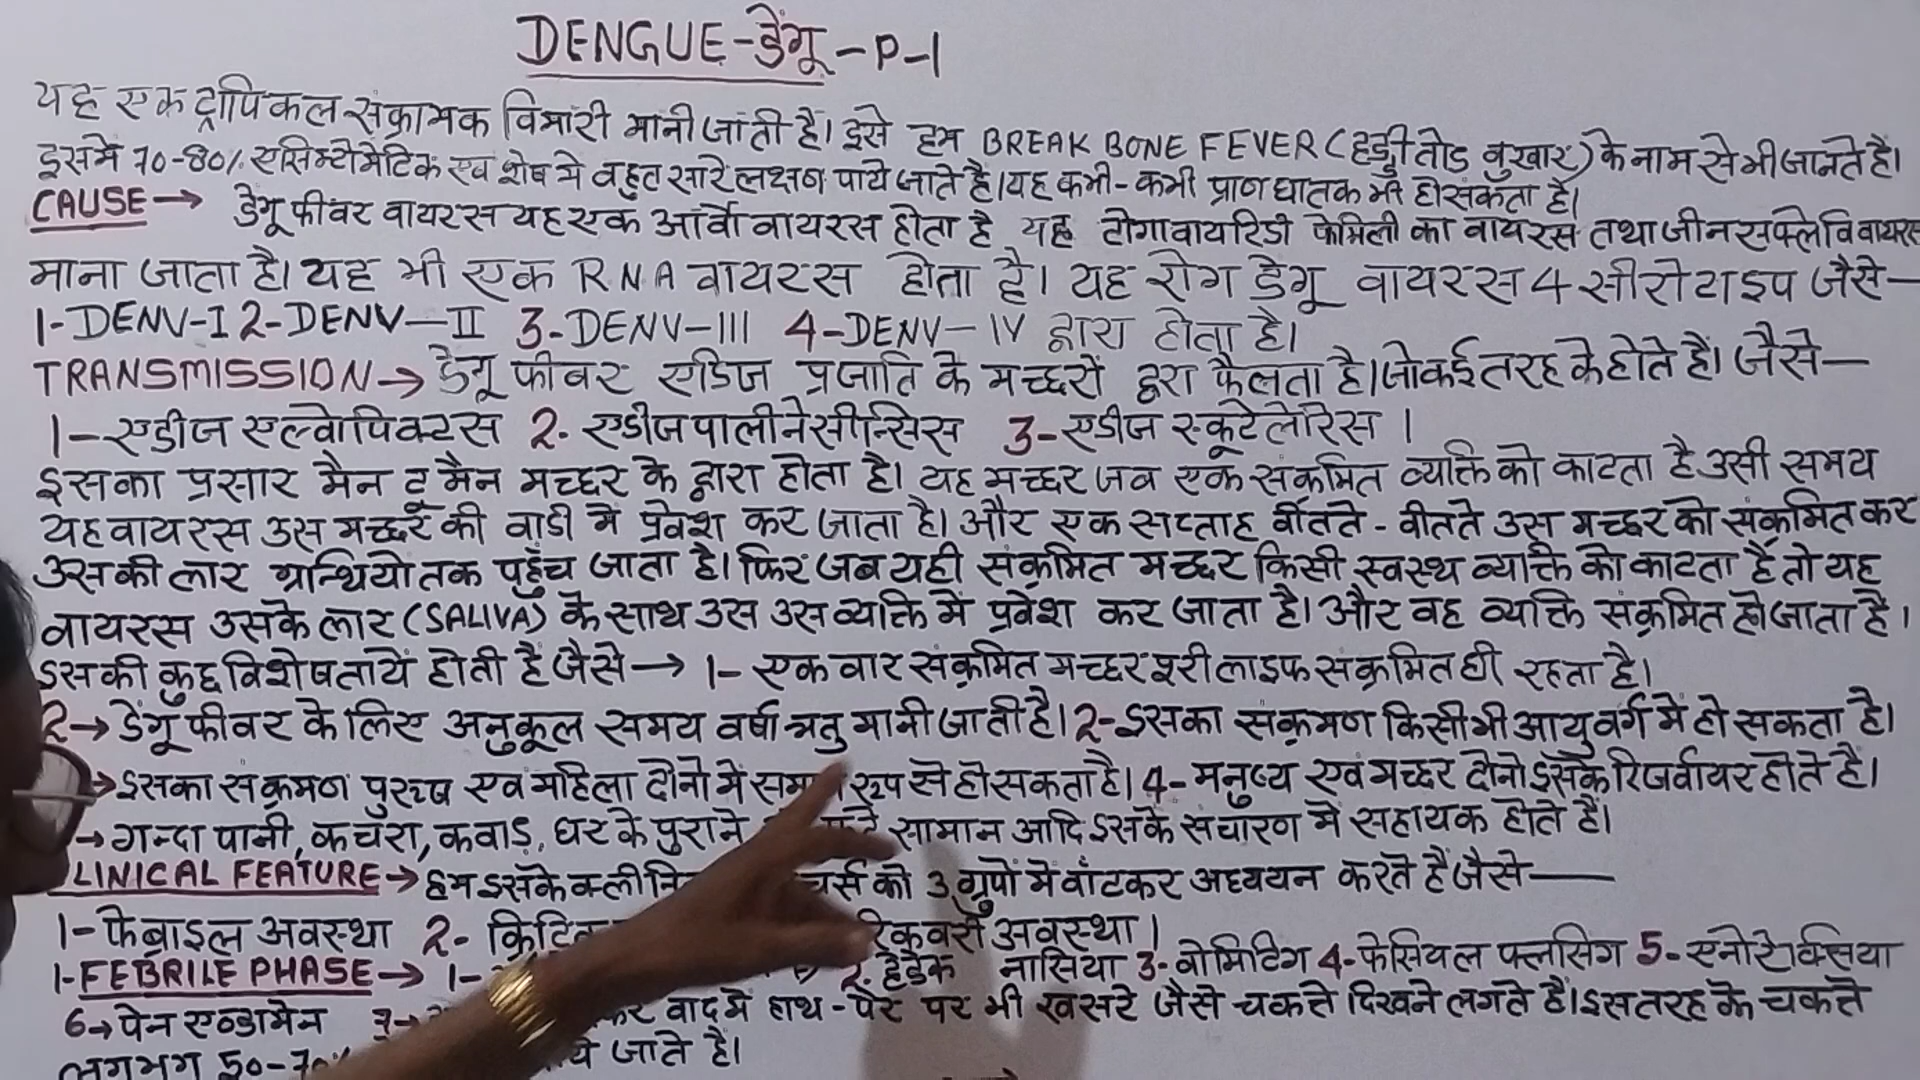 DENGUE-डेंगू-P-1
यह एक ट्रापिकल संक्रामक विमारी मानी जाती है। इसे हम BREAK BONE FEVER (हड्डी तोड वुखार) के नाम से भी जानते है।
इसमे 70-80% एसिम्टोमेटिक एवं शेष मे वहुत सारे लक्षण पाये जाते है। यह कभी-कभी प्राण घातक भी हो सकता है।
CAUSE→ डेंगू फीवर वायरस यह एक आर्वो वायरस होता है यह टोगावायरिडी फेमिली का वायरस तथा जीनस फ्लेवि वायरस
माना जाता है। यह भी एक R.N.A वायरस होता है। यह रोग डेंगू वायरस 4 सीरोटाइप जैसे—
1-DENV-I 2-DENV—II 3-DENV-III 4-DENV-IV द्वारा होता है।
TRANSMISSION→ डेंगू फीवर एडिज प्रजाति के मच्छरों द्वरा फैलता है। जो कई तरह के होते हैं। जैसे—
1-एडीज एल्वोपिक्टस 2. एडीज पालीनेसीन्सिस 3-एडीज स्कूटेलेरिस ।
इसका प्रसार मैन टू मैन मच्छर के द्वारा होता है। यह मच्छर जव एक संक्रमित व्यक्ति को काटता है उसी समय
यह वायरस उस मच्छर की वाडी मे प्रवेश कर जाता है। और एक सप्ताह वीतते-वीतते उस मच्छर को संक्रमित कर
उसकी लार ग्रन्थियो तक पहुँच जाता है। फिर जब यही संक्रमित मच्छर किसी स्वस्थ व्यक्ति को काटता है तो यह
वायरस उसके लार (SALIVA) के साथ उस उस व्यक्ति में प्रवेश कर जाता है। और वह व्यक्ति संक्रमित हो जाता है।
इसकी कुछ विशेषतायें होती हैं जैसे→ 1- एक वार संक्रमित मच्छर लाइफ संक्रमित ही रहता है।
2→ डेंगू फीवर के लिए अनुकूल समय वर्षा ऋतु मानी जाती है। 2-इसका संक्रमण किसी भी आयु वर्ग में हो सकता है।
→ इसका संक्रमण पुरुष एवं महिला दोनो में रूप से हो सकता है। 4-मनुष्य एवं मच्छर दोनो इसके रिजर्वायर होते है।
→ गन्दा पानी, कचरा, कवाड़, घर के पुराने सामान आदि इसके संचारण में सहायक होते हैं।
LINICAL FEATURE→ हम इसके को 3 ग्रुपों में वाँटकर अध्ययन करते हैं जैसे—
1-फेब्राइल अवस्था 2- रिकवरी अवस्था।
1-FEBRILE PHASE→ 1- 2. हैडेक नासिया 3-वोमिटिंग 4-फेसियल फ्लसिंग 5-एनोरेक्सिया
6→ पेन एव्डामेन 7→ वाद मे हाथ-पैर पर भी खसरे जैसे चकत्ते दिखने लगते हैं। इस तरह के चकत्ते
लगभग 50-70% जाते है।